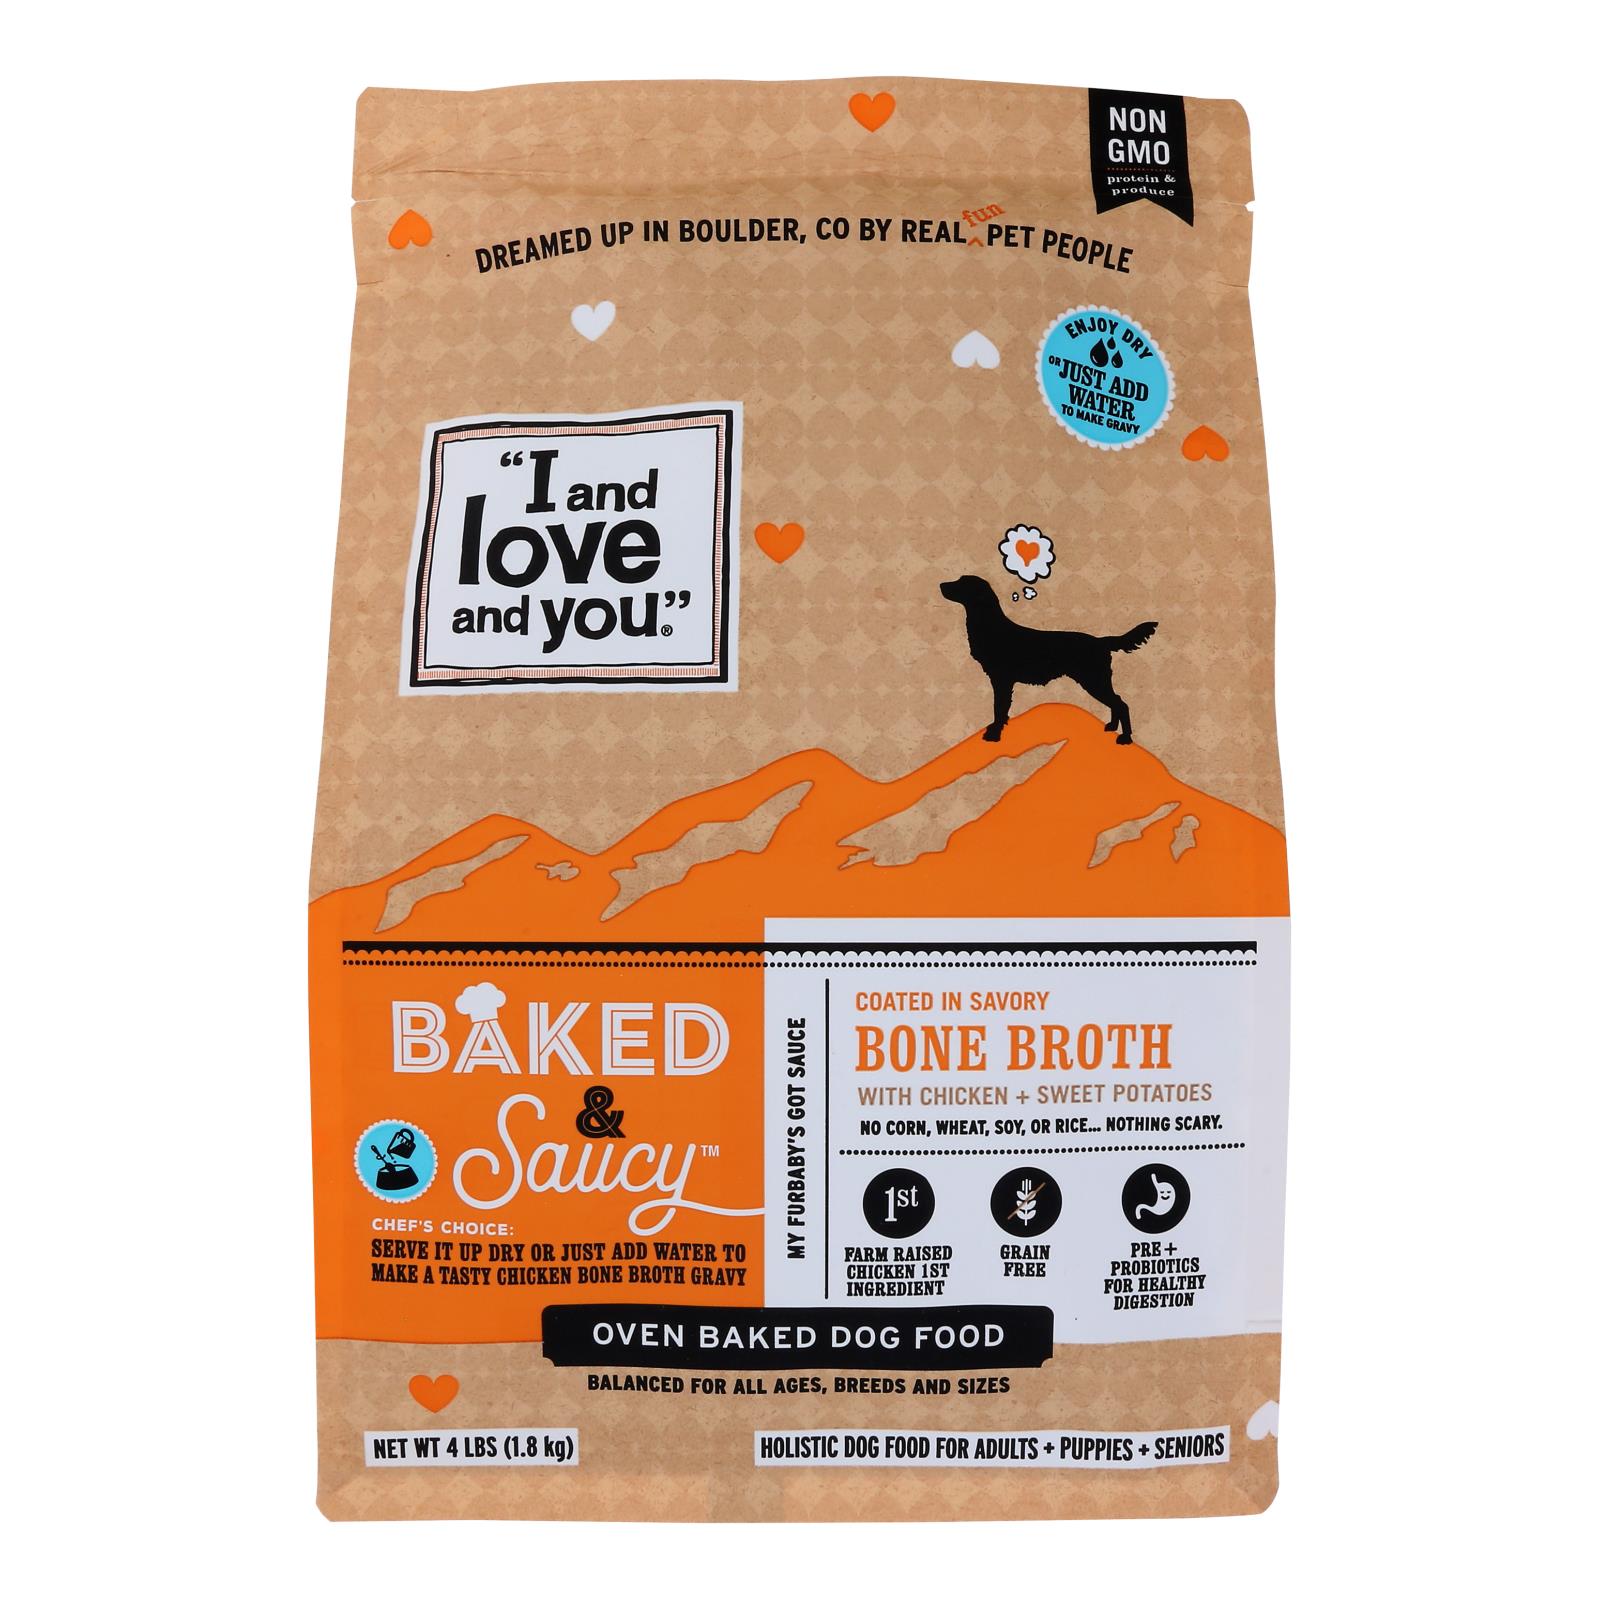 NON
GMO
protein &
produce
fun
DREAMED UP IN BOULDER, CO BY REAL ^ PET PEOPLE
ENJOY DRY
OR JUST ADD
WATER
TO MAKE GRAVY
“I and
love
and you”®
BAKED
&
Saucy™
CHEF'S CHOICE:
SERVE IT UP DRY OR JUST ADD WATER TO
MAKE A TASTY CHICKEN BONE BROTH GRAVY
MY FURBABY'S GOT SAUCE
COATED IN SAVORY
BONE BROTH
WITH CHICKEN + SWEET POTATOES
NO CORN, WHEAT, SOY, OR RICE... NOTHING SCARY.
1st
FARM RAISED
CHICKEN 1ST
INGREDIENT
GRAIN
FREE
PRE +
PROBIOTICS
FOR HEALTHY
DIGESTION
OVEN BAKED DOG FOOD
BALANCED FOR ALL AGES, BREEDS AND SIZES
NET WT 4 LBS (1.8 kg)
HOLISTIC DOG FOOD FOR ADULTS + PUPPIES + SENIORS